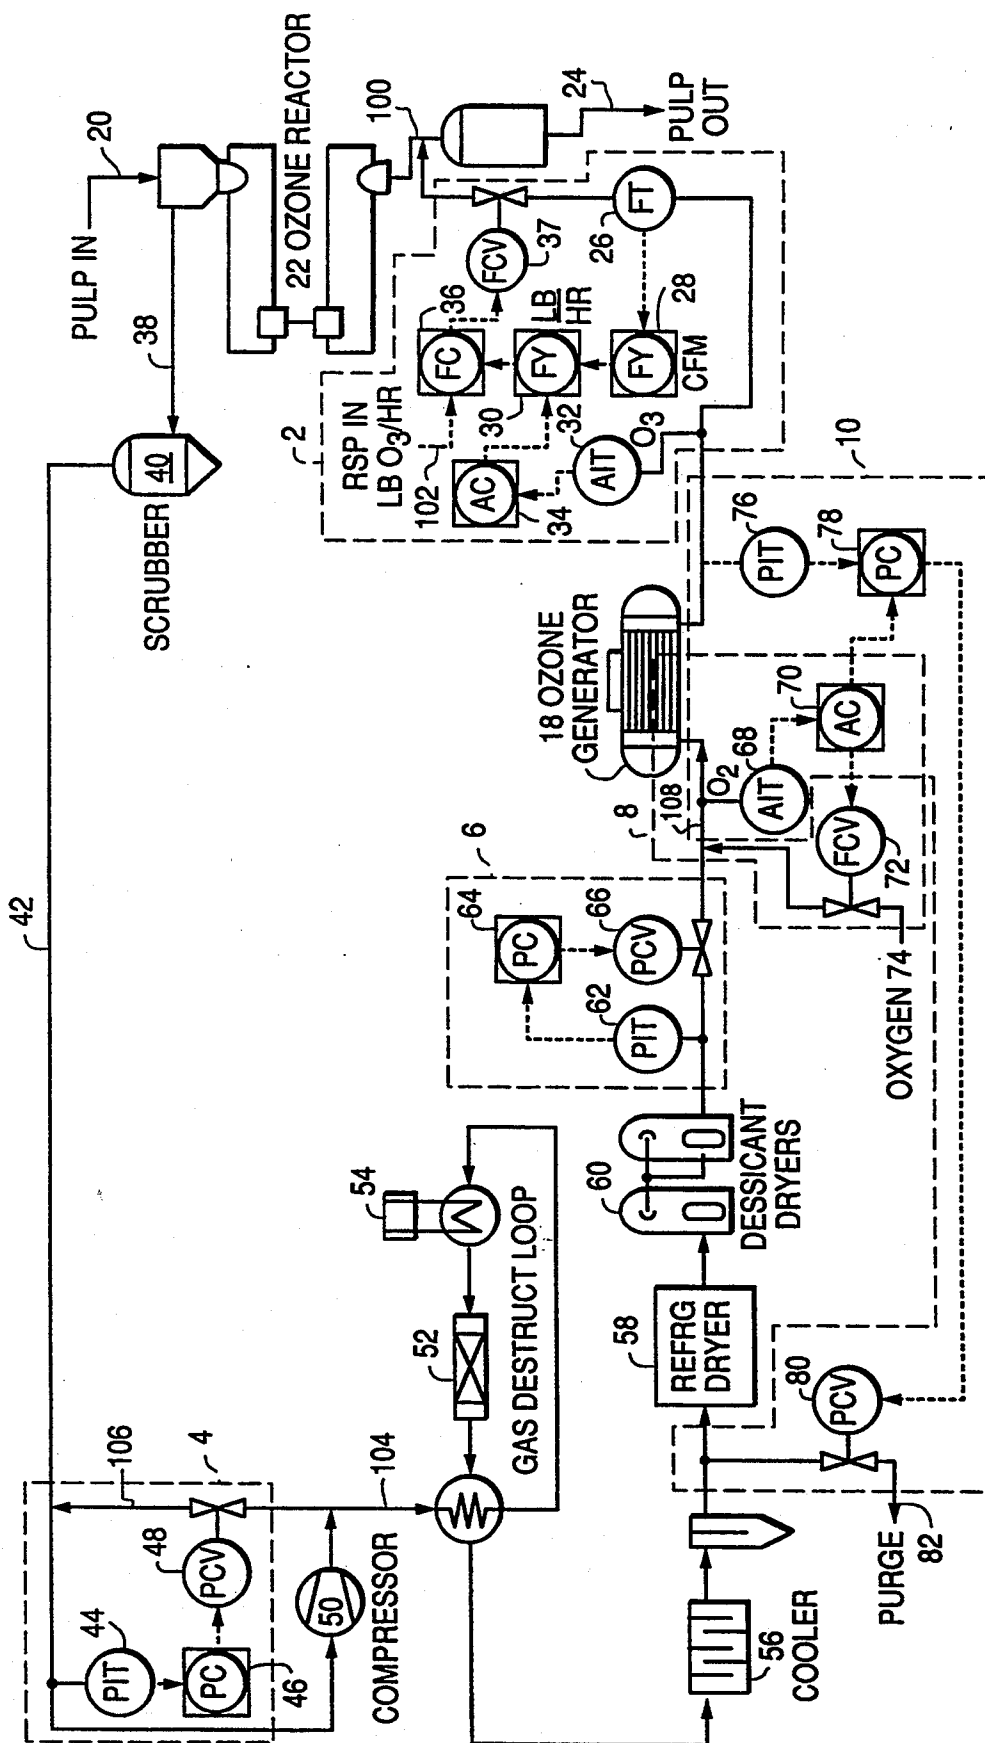 PULP IN
20
38
SCRUBBER
40
42
22 OZONE REACTOR
100
24
PULP
OUT
2
RSP IN
LB O3/HR
102
FC
36
FCV
37
FT
26
FY
30
LB
HR
FY
28
CFM
AC
34
AIT
32
O3
10
18 OZONE
GENERATOR
PIT
76
PC
78
AC
70
AIT
68
O2
108
8
FCV
72
OXYGEN 74
6
PC
64
PCV
66
PIT
62
60
DESSICANT
DRYERS
58
REFRG
DRYER
54
52
GAS DESTRUCT LOOP
104
106
4
PIT
44
PC
46
PCV
48
50
COMPRESSOR
56
COOLER
PCV
80
PURGE
82